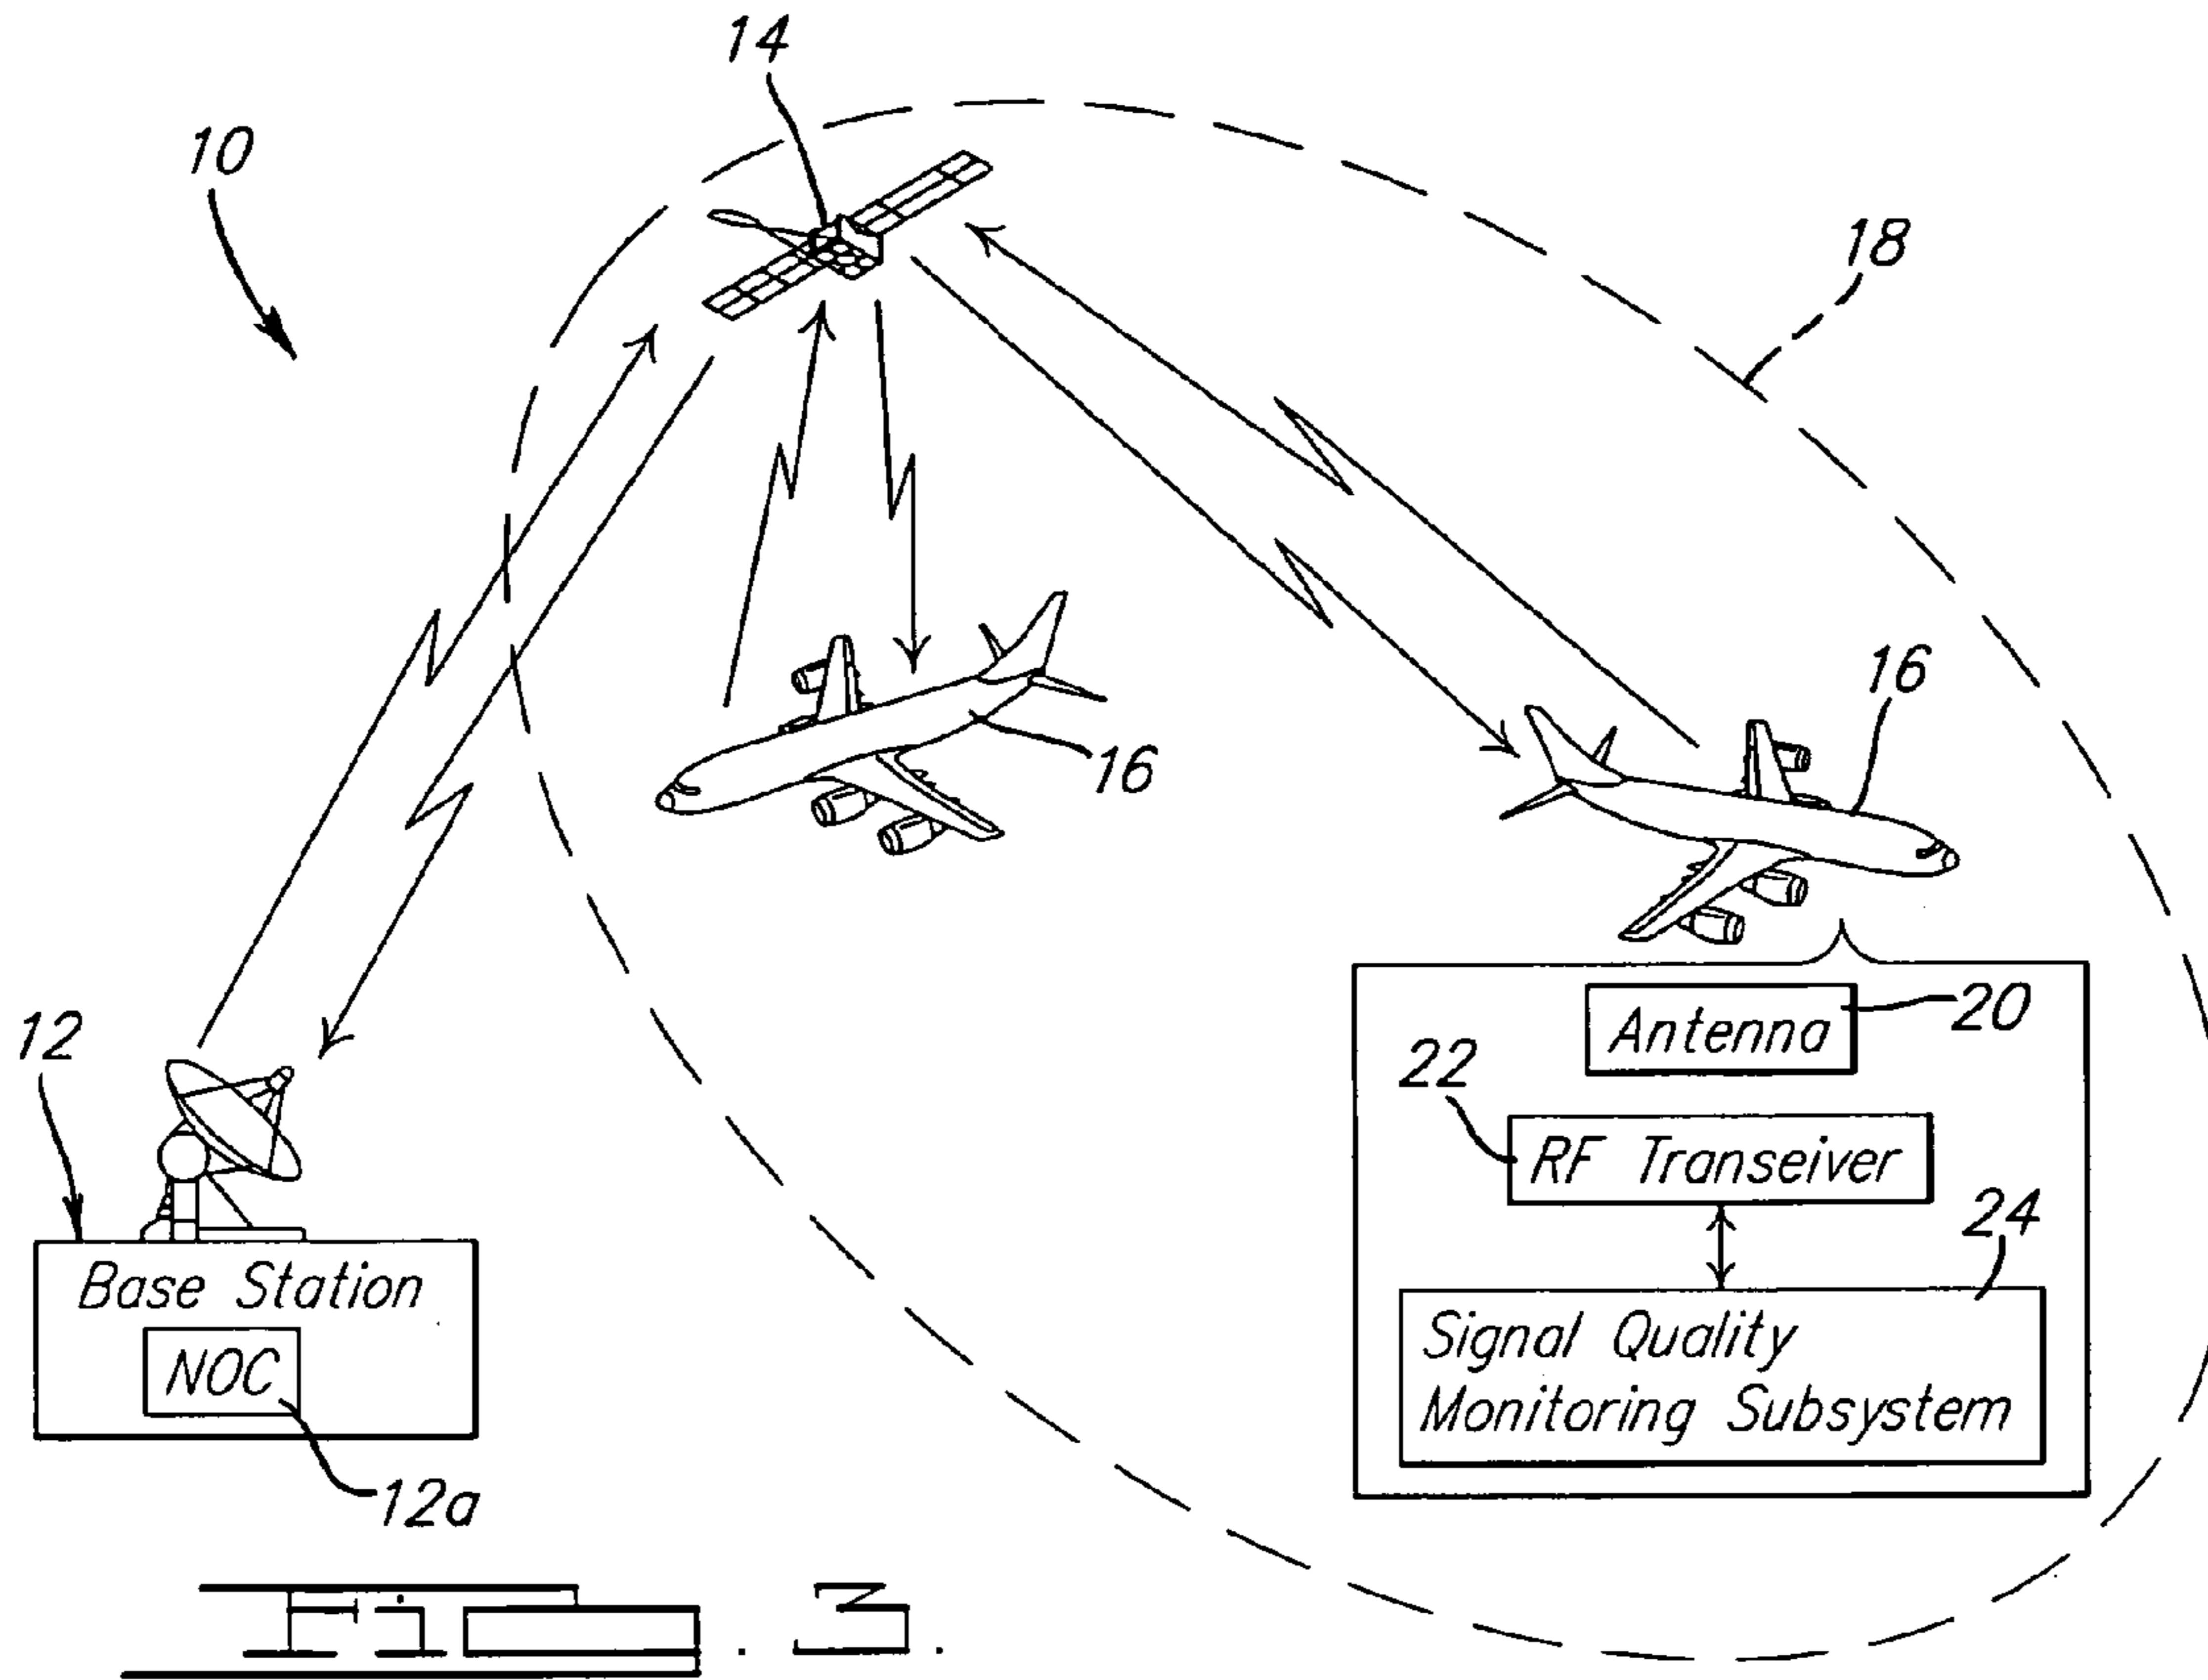 14
10
18
16
16
12
20
Antenna
22
RF Transeiver
24
Base Station
NOC
Signal Quality
Monitoring Subsystem
12a
Fig. 3.